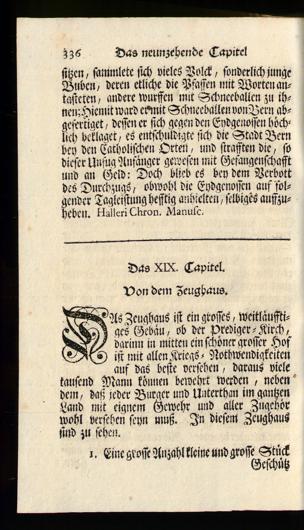 336 Das neunzehende Capitel
sitzen, sammlete sich vieles Volck, sonderlich junge
Buben, deren etliche die Pfaffen mit Worten an-
tasteten, andere wurffen mit Schneeballen zu ih-
nen; Hiemit ward er mit Schneeballen von Bern ab-
gefertiget, dessen er sich gegen den Eydgenossen höch-
lich beklaget, es entschuldigte sich die Stadt Bern
bey den Catholischen Orten, und strafften die, so
dieser Unfug Anfänger gewesen mit Gefangenschafft
und an Geld: Doch blieb es bey dem Verbott
des Durchzugs, obwohl die Eydgenossen auf fol-
gender Tagleistung hefftig anhielten, selbiges aufzu-
heben. Halleri Chron. Manusc.
Das XIX. Capitel.
Von dem Zeughaus.
DAs Zeughaus ist ein grosses, weitläuffti-
ges Gebäu, ob der Prediger-Kirch,
darinn in mitten ein schöner grosser Hof
ist mit allen Kriegs-Nothwendigkeiten
auf das beste versehen, daraus viele
tausend Mann können bewehrt werden, neben
dem, daß jeder Burger und Unterthan im gantzen
Land mit eignem Gewehr und aller Zugehör
wohl versehen seyn muß. In diesem Zeughaus
sind zu sehen.
1. Eine grosse Anzahl kleine und grosse Stück
Geschütz